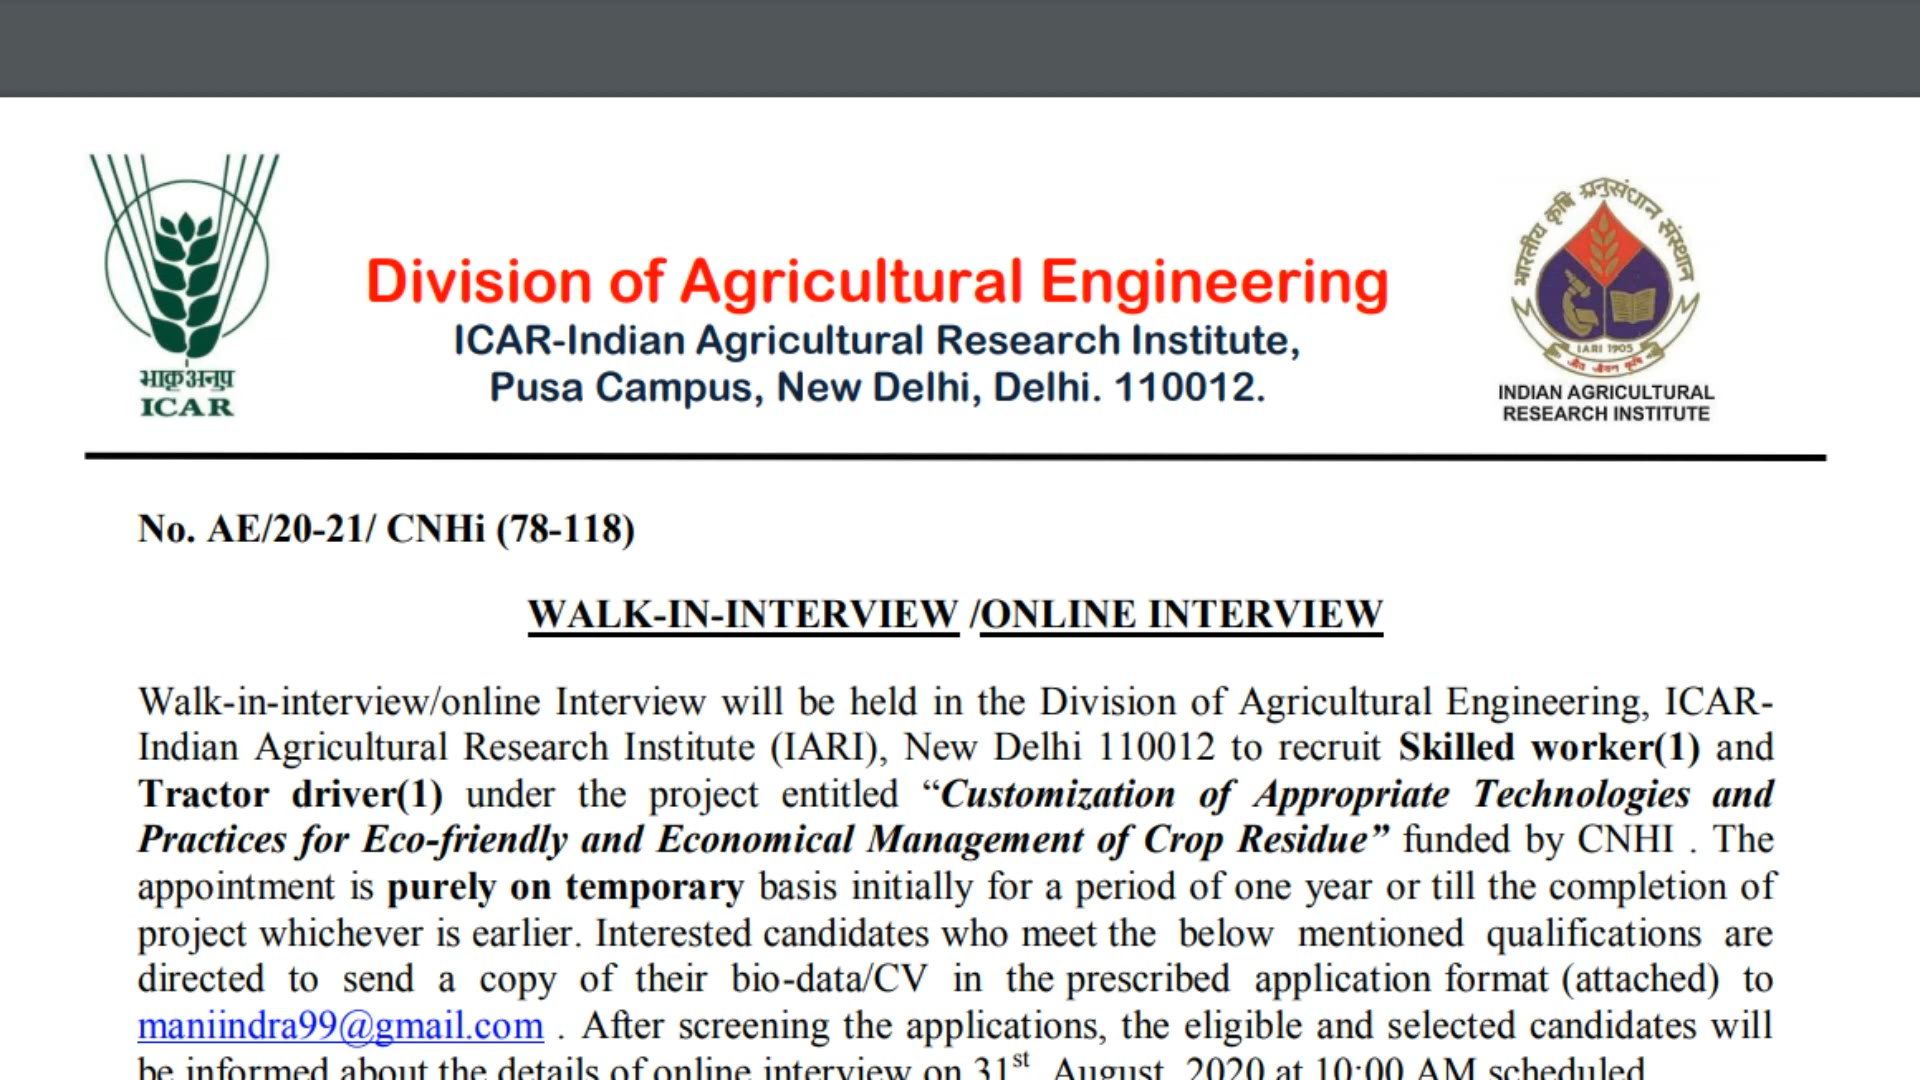 भाकृअनुप
ICAR
Division of Agricultural Engineering
ICAR-Indian Agricultural Research Institute,
Pusa Campus, New Delhi, Delhi. 110012.
भारतीय कृषि अनुसंधान संस्थान
IARI 1905
INDIAN AGRICULTURAL
RESEARCH INSTITUTE
No. AE/20-21/ CNHi (78-118)
WALK-IN-INTERVIEW /ONLINE INTERVIEW
Walk-in-interview/online Interview will be held in the Division of Agricultural Engineering, ICAR-
Indian Agricultural Research Institute (IARI), New Delhi 110012 to recruit Skilled worker(1) and
Tractor driver(1) under the project entitled “Customization of Appropriate Technologies and
Practices for Eco-friendly and Economical Management of Crop Residue” funded by CNHI . The
appointment is purely on temporary basis initially for a period of one year or till the completion of
project whichever is earlier. Interested candidates who meet the below mentioned qualifications are
directed to send a copy of their bio-data/CV in the prescribed application format (attached) to
maniindra99@gmail.com . After screening the applications, the eligible and selected candidates will
be informed about the details of online interview on 31st August, 2020 at 10:00 AM scheduled